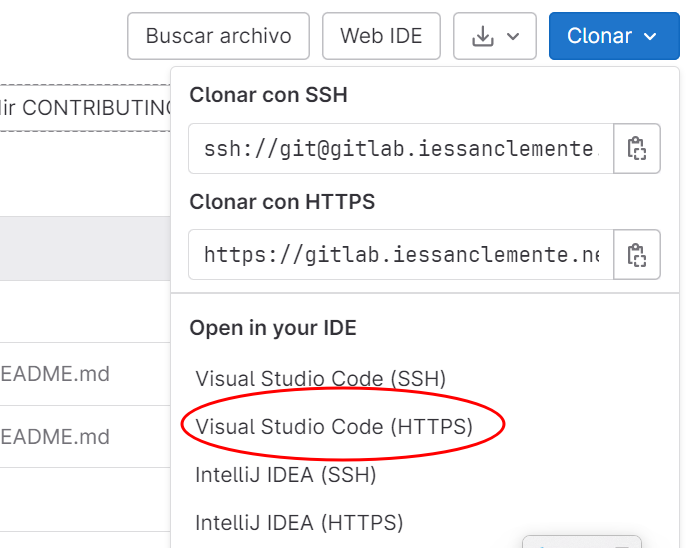 Buscar archivo
Web IDE
Clonar
CONTRIBUTING
Clonar con SSH
ssh://git@gitlab.iessanclemente.
Clonar con HTTPS
https://gitlab.iessanclemente.ne
Open in your IDE
Visual Studio Code (SSH)
EADME.md
Visual Studio Code (HTTPS)
EADME.md
IntelliJ IDEA (SSH)
IntelliJ IDEA (HTTPS)